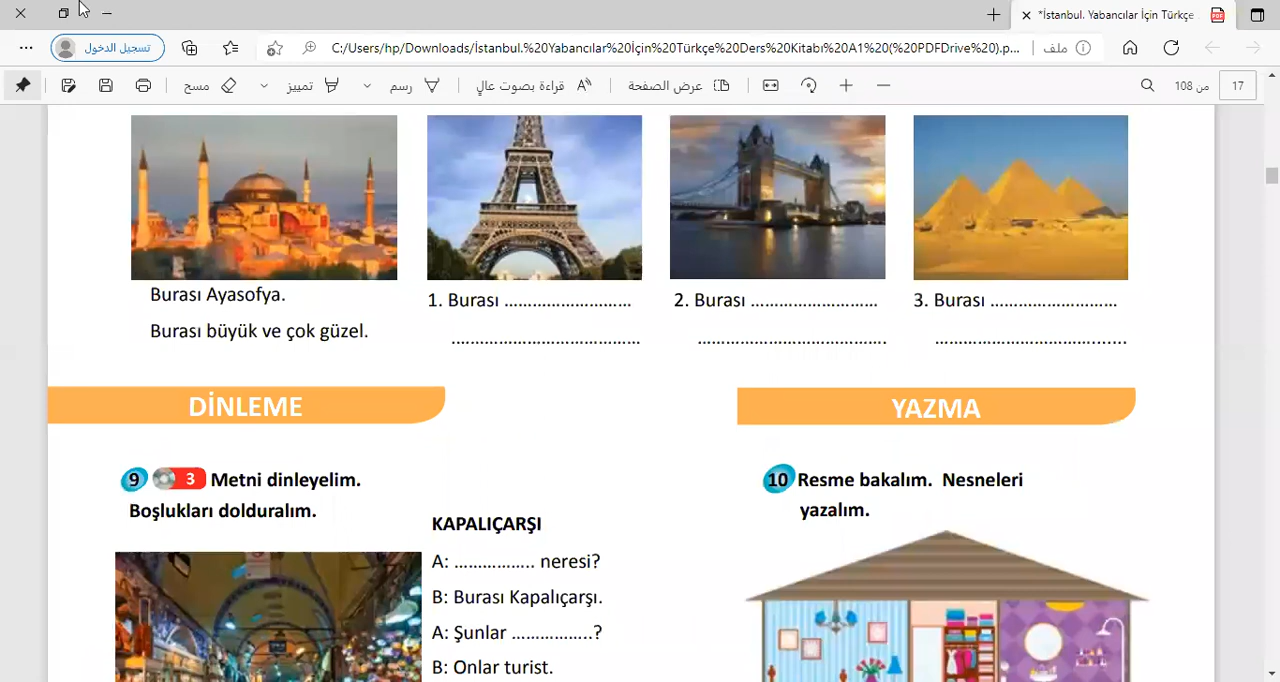 *İstanbul. Yabancılar İçin Türkçe
PDF
تسجيل الدخول
C:/Users/hp/Downloads/İstanbul.%20Yabancılar%20İçin%20Türkçe%20Ders%20Kitabı%20A1%20(%20PDFDrive%20).p...
ملف
مسح
تمييز
رسم
قراءة بصوت عالٍ
عرض الصفحة
من 108
17
Burası Ayasofya.
Burası büyük ve çok güzel.
1. Burası ............................
..........................................
2. Burası ............................
..........................................
3. Burası ............................
..........................................
DİNLEME
9 3 Metni dinleyelim.
Boşlukları dolduralım.
KAPALIÇARŞI
A: ................. neresi?
B: Burası Kapalıçarşı.
A: Şunlar .................?
B: Onlar turist.
YAZMA
10 Resme bakalım. Nesneleri
yazalım.